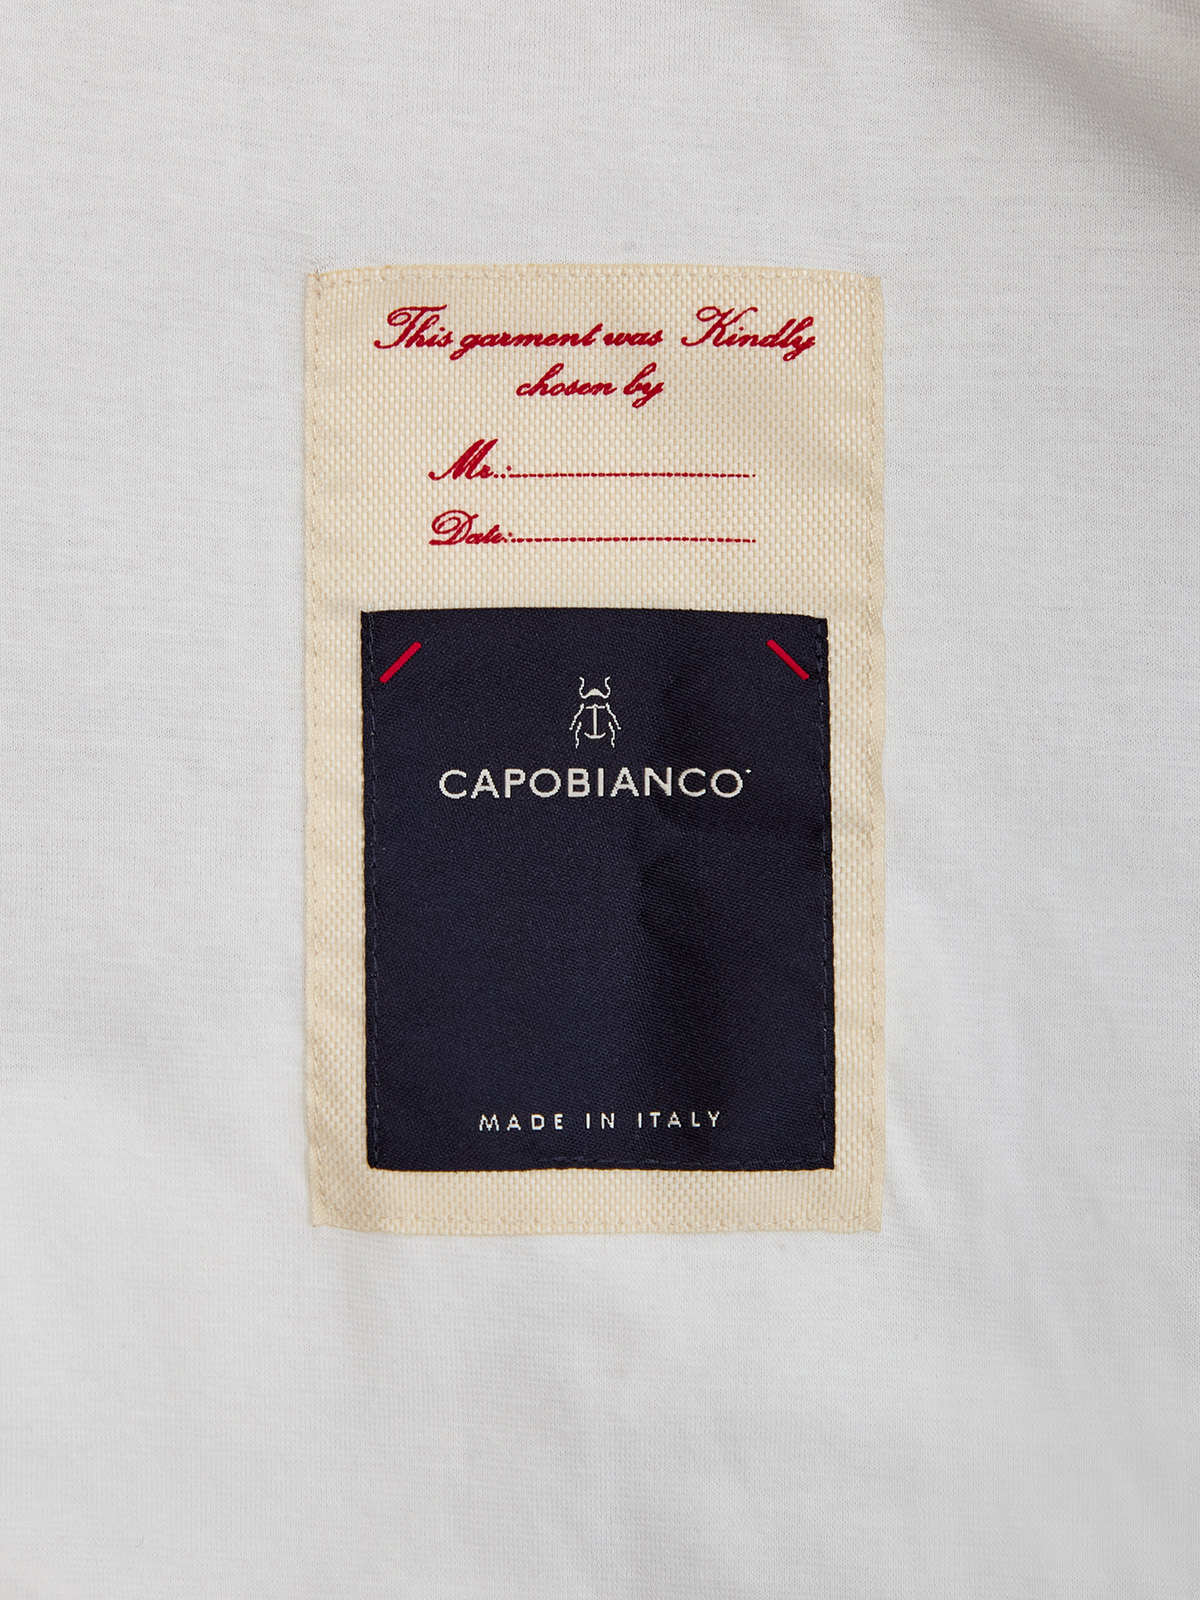 This garment was Kindly
chosen by
Mr.:
Date:
CAPOBIANCO
MADE IN ITALY